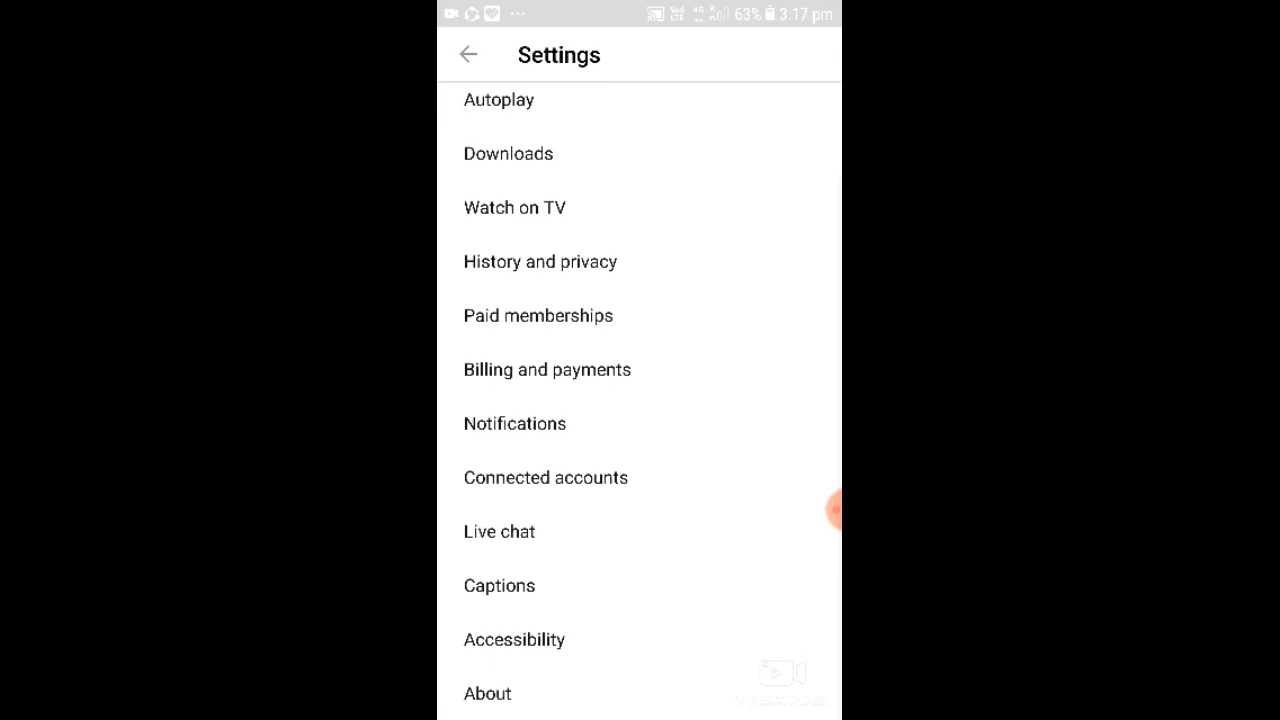 63% 3:17 pm
Settings
Autoplay
Downloads
Watch on TV
History and privacy
Paid memberships
Billing and payments
Notifications
Connected accounts
Live chat
Captions
Accessibility
About